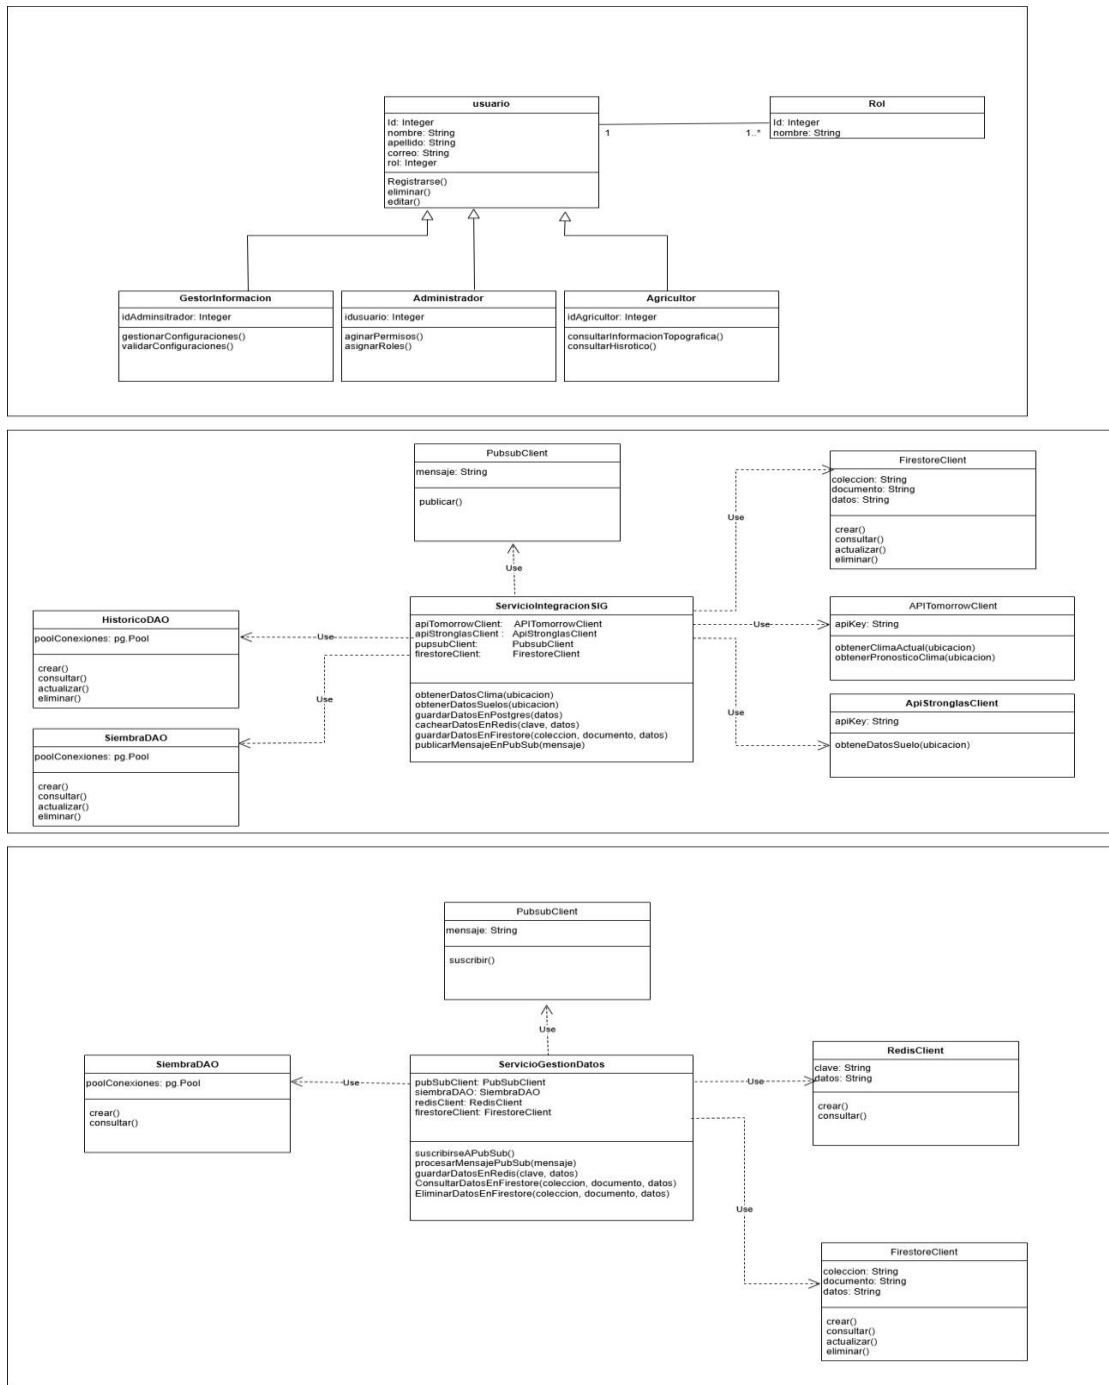 usuario
Id: Integer
nombre: String
apellido: String
correo: String
rol: Integer
Registrarse()
eliminar()
editar()
1
1..*
Rol
Id: Integer
nombre: String
GestorInformacion
idAdminsitrador: Integer
gestionarConfiguraciones()
validarConfiguraciones()
Administrador
idusuario: Integer
aginarPermisos()
asignarRoles()
Agricultor
idAgricultor: Integer
consultarInformacionTopografica()
consultarHisrotico()
PubsubClient
mensaje: String
publicar()
Use
FirestoreClient
coleccion: String
documento: String
datos: String
crear()
consultar()
actualizar()
eliminar()
Use
HistoricoDAO
poolConexiones: pg.Pool
crear()
consultar()
actualizar()
eliminar()
Use
ServicioIntegracionSIG
apiTomorrowClient: APITomorrowClient
apiStronglasClient : ApiStronglasClient
pupsubClient: PubsubClient
firestoreClient: FirestoreClient
obtenerDatosClima(ubicacion)
obtenerDatosSuelos(ubicacion)
guardarDatosEnPostgres(datos)
cachearDatosEnRedis(clave, datos)
guardarDatosEnFirestore(coleccion, documento, datos)
publicarMensajeEnPubSub(mensaje)
Use
APITomorrowClient
apiKey: String
obtenerClimaActual(ubicacion)
obtenerPronosticoClima(ubicacion)
Use
SiembraDAO
poolConexiones: pg.Pool
crear()
consultar()
actualizar()
eliminar()
Use
ApiStronglasClient
apiKey: String
obteneDatosSuelo(ubicacion)
PubsubClient
mensaje: String
suscribir()
Use
SiembraDAO
poolConexiones: pg.Pool
crear()
consultar()
Use
ServicioGestionDatos
pubSubClient: PubSubClient
siembraDAO: SiembraDAO
redisClient: RedisClient
firestoreClient: FirestoreClient
suscribirseAPubSub()
procesarMensajePubSub(mensaje)
guardarDatosEnRedis(clave, datos)
ConsultarDatosEnFirestore(coleccion, documento, datos)
EliminarDatosEnFirestore(coleccion, documento, datos)
Use
RedisClient
clave: String
datos: String
crear()
consultar()
Use
FirestoreClient
coleccion: String
documento: String
datos: String
crear()
consultar()
actualizar()
eliminar()